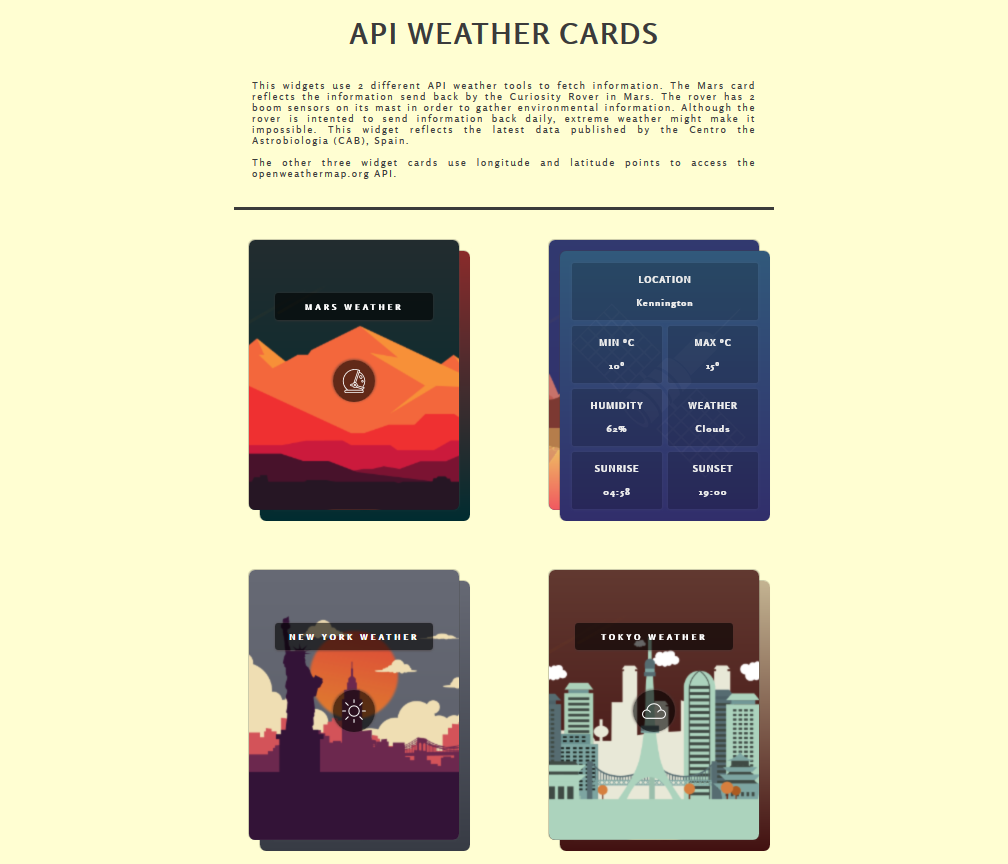 API WEATHER CARDS
This widgets use 2 different API weather tools to fetch information. The Mars card
reflects the information send back by the Curiosity Rover in Mars. The rover has 2
boom sensors on its mast in order to gather environmental information. Although the
rover is intented to send information back daily, extreme weather might make it
impossible. This widget reflects the latest data published by the Centro the
Astrobiologia (CAB), Spain.
The other three widget cards use longitude and latitude points to access the
openweathermap.org API.
MARS WEATHER
LOCATION
Kennington
MIN °C
MAX °C
10°
15°
HUMIDITY
WEATHER
62%
Clouds
SUNRISE
SUNSET
04:58
19:00
NEW YORK WEATHER
TOKYO WEATHER